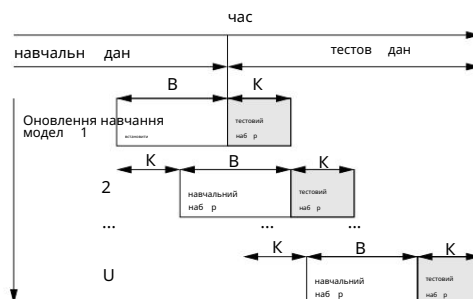 час
навчальн дан
тестов дан
В К
Оновлення навчання
модел 1
встановити
тестовий
наб р
К В К
2
навчальний
наб р
тестовий
наб р
... ... ...
К В К
U
навчальний
наб р
тестовий
наб р